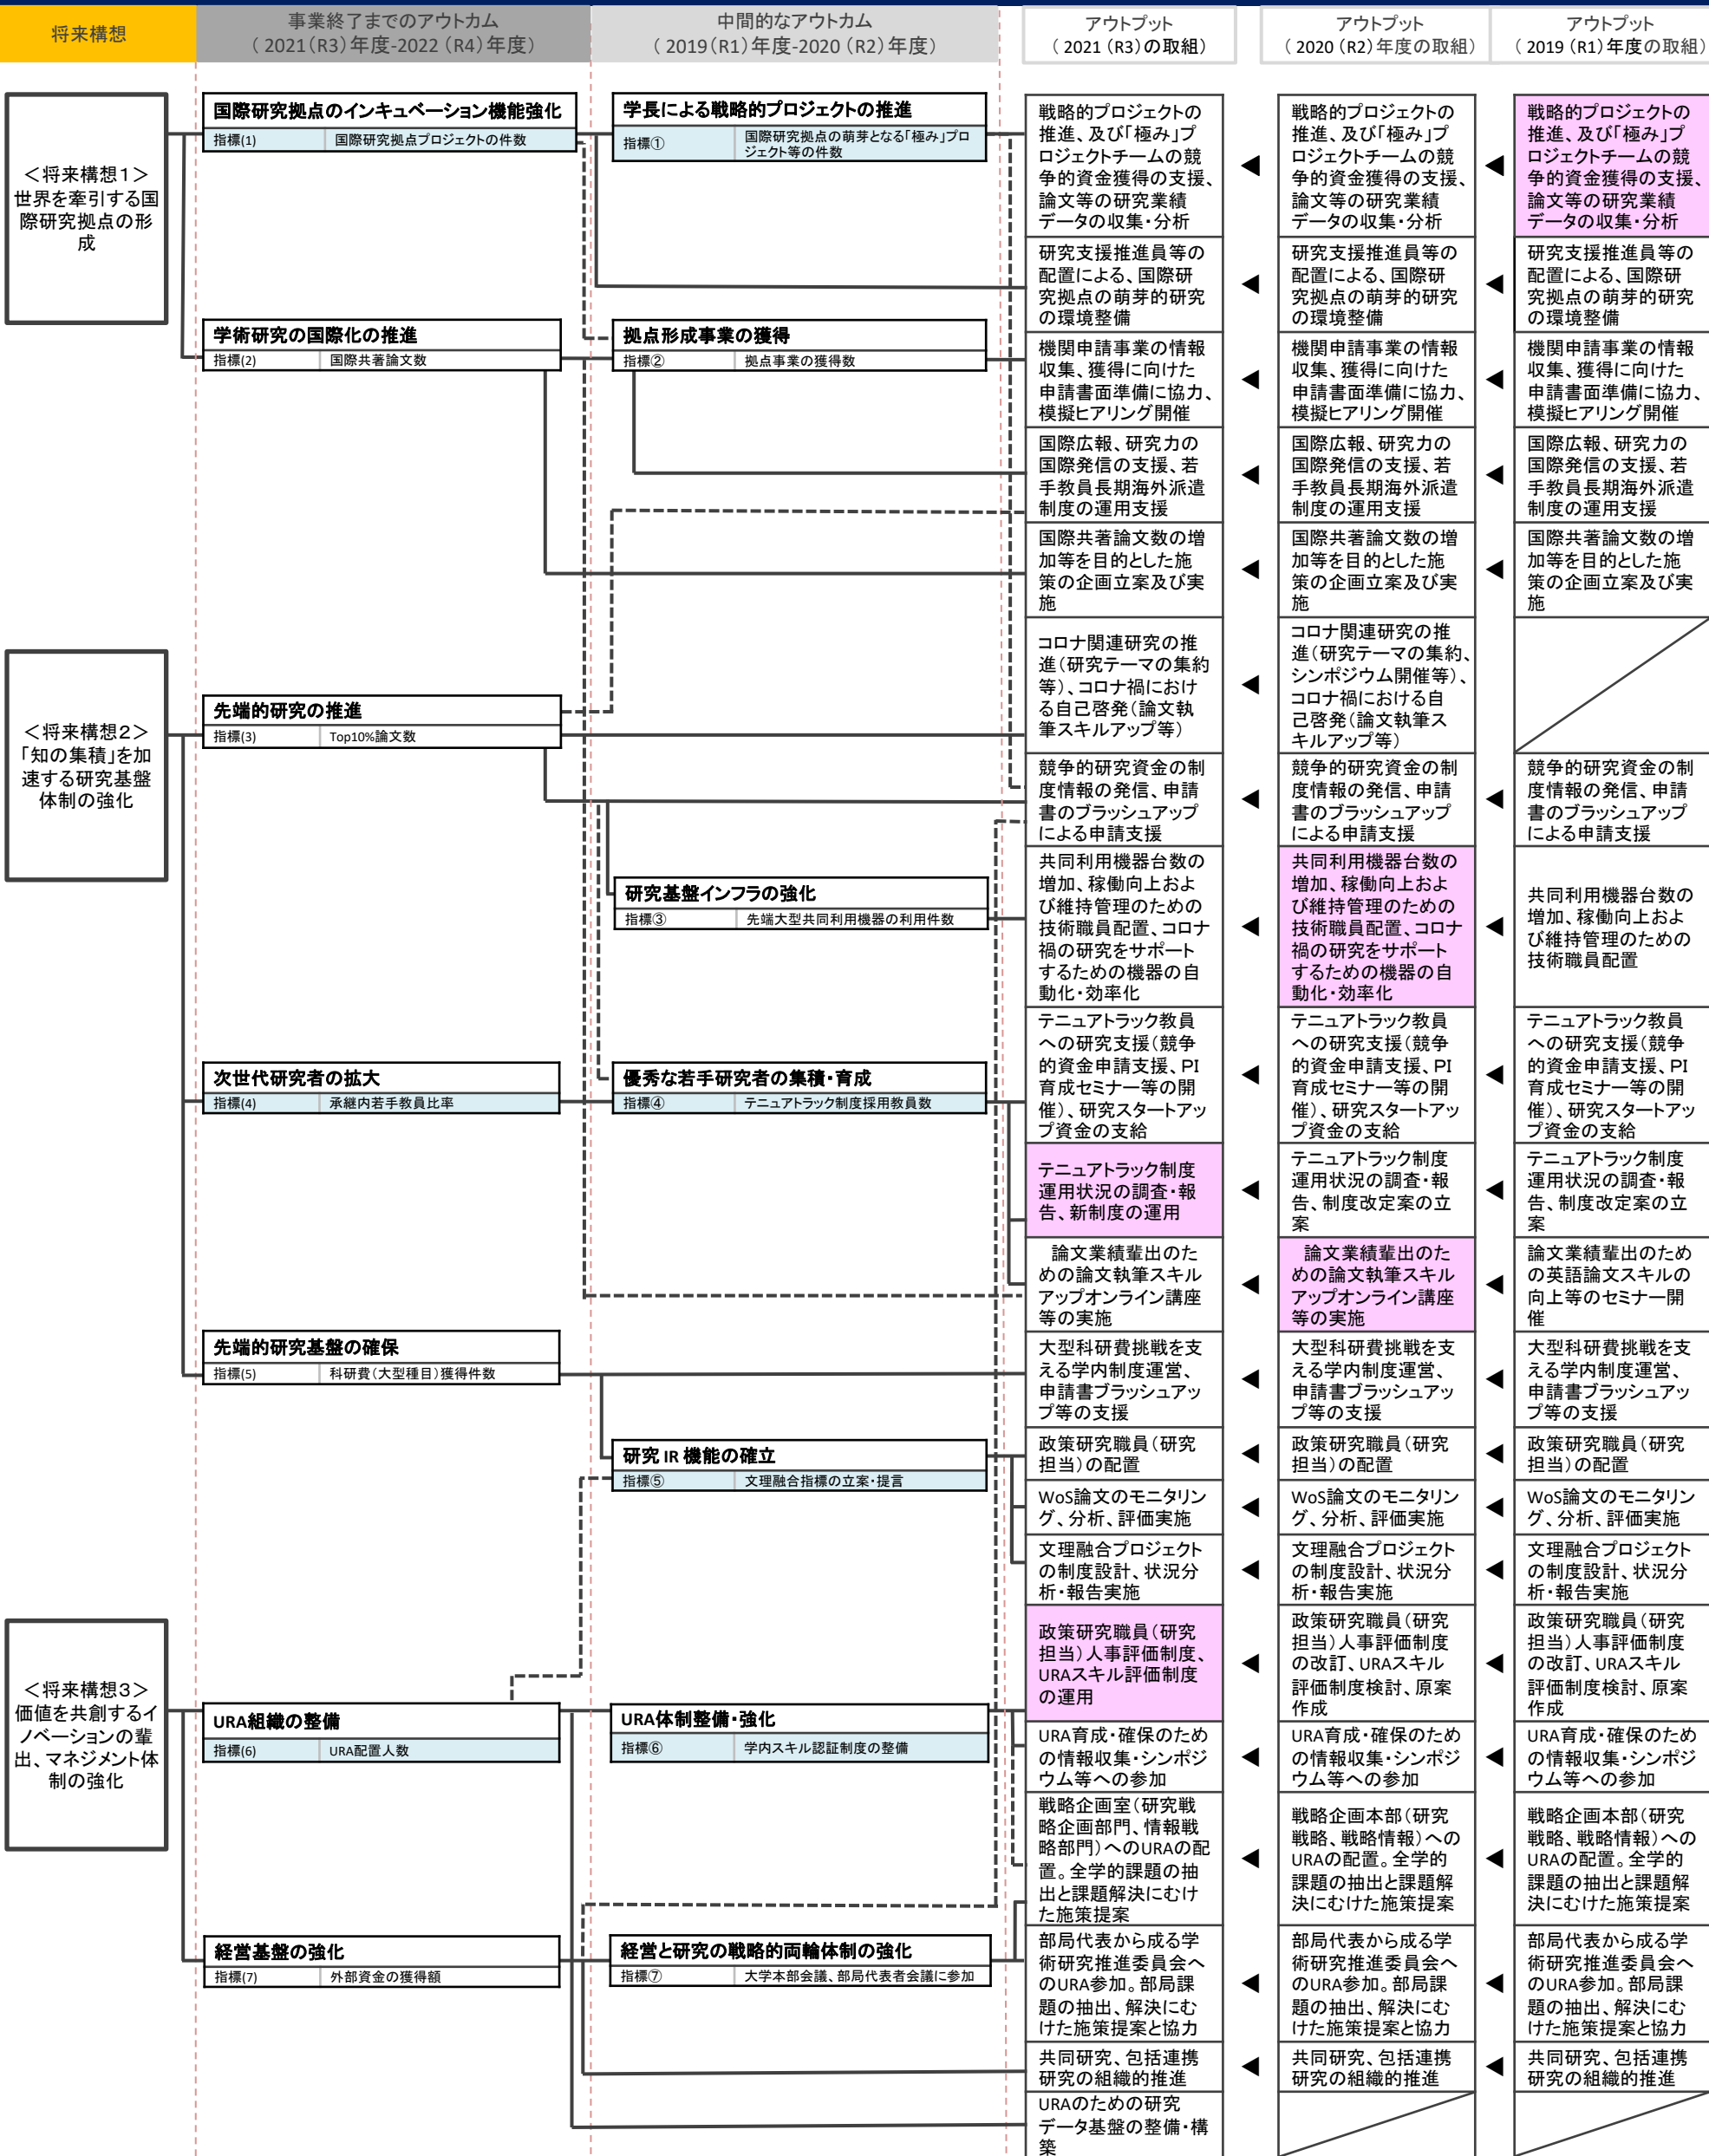 将来構想
事業終了までのアウトカム
（2021（R3）年度-2022（R4）年度）
中間的なアウトカム
（2019（R1）年度-2020（R2）年度）
アウトプット
（2021（R3）の取組）
アウトプット
（2020（R2）年度の取組）
アウトプット
（2019（R1）年度の取組）
＜将来構想１＞
世界を牽引する国
際研究拠点の形
成
国際研究拠点のインキュベーション機能強化
指標(1)
国際研究拠点プロジェクトの件数
学長による戦略的プロジェクトの推進
指標①
国際研究拠点の萌芽となる「極み」プロ
ジェクト等の件数
戦略的プロジェクトの
推進、及び「極み」プ
ロジェクトチームの競
争的資金獲得の支援、
論文等の研究業績
データの収集・分析
戦略的プロジェクトの
推進、及び「極み」プ
ロジェクトチームの競
争的資金獲得の支援、
論文等の研究業績
データの収集・分析
戦略的プロジェクトの
推進、及び「極み」プ
ロジェクトチームの競
争的資金獲得の支援、
論文等の研究業績
データの収集・分析
研究支援推進員等の
配置による、国際研
究拠点の萌芽的研究
の環境整備
研究支援推進員等の
配置による、国際研
究拠点の萌芽的研究
の環境整備
研究支援推進員等の
配置による、国際研
究拠点の萌芽的研究
の環境整備
学術研究の国際化の推進
指標(2)
国際共著論文数
拠点形成事業の獲得
指標②
拠点事業の獲得数
機関申請事業の情報
収集、獲得に向けた
申請書面準備に協力、
模擬ヒアリング開催
機関申請事業の情報
収集、獲得に向けた
申請書面準備に協力、
模擬ヒアリング開催
機関申請事業の情報
収集、獲得に向けた
申請書面準備に協力、
模擬ヒアリング開催
国際広報、研究力の
国際発信の支援、若
手教員長期海外派遣
制度の運用支援
国際広報、研究力の
国際発信の支援、若
手教員長期海外派遣
制度の運用支援
国際広報、研究力の
国際発信の支援、若
手教員長期海外派遣
制度の運用支援
国際共著論文数の増
加等を目的とした施
策の企画立案及び実
施
国際共著論文数の増
加等を目的とした施
策の企画立案及び実
施
国際共著論文数の増
加等を目的とした施
策の企画立案及び実
施
＜将来構想２＞
「知の集積」を加
速する研究基盤
体制の強化
先端的研究の推進
指標(3)
Top10%論文数
コロナ関連研究の推
進（研究テーマの集約
等）、コロナ禍におけ
る自己啓発（論文執
筆スキルアップ等）
コロナ関連研究の推
進（研究テーマの集約、
シンポジウム開催等）、
コロナ禍における自
己啓発（論文執筆ス
キルアップ等）
競争的研究資金の制
度情報の発信、申請
書のブラッシュアップ
による申請支援
競争的研究資金の制
度情報の発信、申請
書のブラッシュアップ
による申請支援
競争的研究資金の制
度情報の発信、申請
書のブラッシュアップ
による申請支援
研究基盤インフラの強化
指標③
先端大型共同利用機器の利用件数
共同利用機器台数の
増加、稼働向上およ
び維持管理のための
技術職員配置、コロナ
禍の研究をサポート
するための機器の自
動化・効率化
共同利用機器台数の
増加、稼働向上およ
び維持管理のための
技術職員配置、コロナ
禍の研究をサポート
するための機器の自
動化・効率化
共同利用機器台数の
増加、稼働向上およ
び維持管理のための
技術職員配置
次世代研究者の拡大
指標(4)
承継内若手教員比率
優秀な若手研究者の集積・育成
指標④
テニュアトラック制度採用教員数
テニュアトラック教員
への研究支援（競争
的資金申請支援、PI
育成セミナー等の開
催）、研究スタートアッ
プ資金の支給
テニュアトラック教員
への研究支援（競争
的資金申請支援、PI
育成セミナー等の開
催）、研究スタートアッ
プ資金の支給
テニュアトラック教員
への研究支援（競争
的資金申請支援、PI
育成セミナー等の開
催）、研究スタートアッ
プ資金の支給
テニュアトラック制度
運用状況の調査・報
告、新制度の運用
テニュアトラック制度
運用状況の調査・報
告、制度改定案の立
案
テニュアトラック制度
運用状況の調査・報
告、制度改定案の立
案
論文業績輩出のた
めの論文執筆スキル
アップオンライン講座
等の実施
論文業績輩出のた
めの論文執筆スキル
アップオンライン講座
等の実施
論文業績輩出のため
の英語論文スキルの
向上等のセミナー開
催
先端的研究基盤の確保
指標(5)
科研費（大型種目）獲得件数
大型科研費挑戦を支
える学内制度運営、
申請書ブラッシュアッ
プ等の支援
大型科研費挑戦を支
える学内制度運営、
申請書ブラッシュアッ
プ等の支援
大型科研費挑戦を支
える学内制度運営、
申請書ブラッシュアッ
プ等の支援
研究 IR 機能の確立
指標⑤
文理融合指標の立案・提言
政策研究職員（研究
担当）の配置
政策研究職員（研究
担当）の配置
政策研究職員（研究
担当）の配置
WoS論文のモニタリン
グ、分析、評価実施
WoS論文のモニタリン
グ、分析、評価実施
WoS論文のモニタリン
グ、分析、評価実施
文理融合プロジェクト
の制度設計、状況分
析・報告実施
文理融合プロジェクト
の制度設計、状況分
析・報告実施
文理融合プロジェクト
の制度設計、状況分
析・報告実施
＜将来構想３＞
価値を共創するイ
ノベーションの輩
出、マネジメント体
制の強化
URA組織の整備
指標(6)
URA配置人数
URA体制整備・強化
指標⑥
学内スキル認証制度の整備
政策研究職員（研究
担当）人事評価制度、
URAスキル評価制度
の運用
政策研究職員（研究
担当）人事評価制度
の改訂、URAスキル
評価制度検討、原案
作成
政策研究職員（研究
担当）人事評価制度
の改訂、URAスキル
評価制度検討、原案
作成
URA育成・確保のため
の情報収集・シンポジ
ウム等への参加
URA育成・確保のため
の情報収集・シンポジ
ウム等への参加
URA育成・確保のため
の情報収集・シンポジ
ウム等への参加
戦略企画室（研究戦
略企画部門、情報戦
略部門）へのURAの配
置。全学的課題の抽
出と課題解決にむけ
た施策提案
戦略企画本部（研究
戦略、戦略情報）への
URAの配置。全学的
課題の抽出と課題解
決にむけた施策提案
戦略企画本部（研究
戦略、戦略情報）への
URAの配置。全学的
課題の抽出と課題解
決にむけた施策提案
経営基盤の強化
指標(7)
外部資金の獲得額
経営と研究の戦略的両輪体制の強化
指標⑦
大学本部会議、部局代表者会議に参加
部局代表から成る学
術研究推進委員会へ
のURA参加。部局課
題の抽出、解決にむ
けた施策提案と協力
部局代表から成る学
術研究推進委員会へ
のURA参加。部局課
題の抽出、解決にむ
けた施策提案と協力
部局代表から成る学
術研究推進委員会へ
のURA参加。部局課
題の抽出、解決にむ
けた施策提案と協力
共同研究、包括連携
研究の組織的推進
共同研究、包括連携
研究の組織的推進
共同研究、包括連携
研究の組織的推進
URAのための研究
データ基盤の整備・構
築